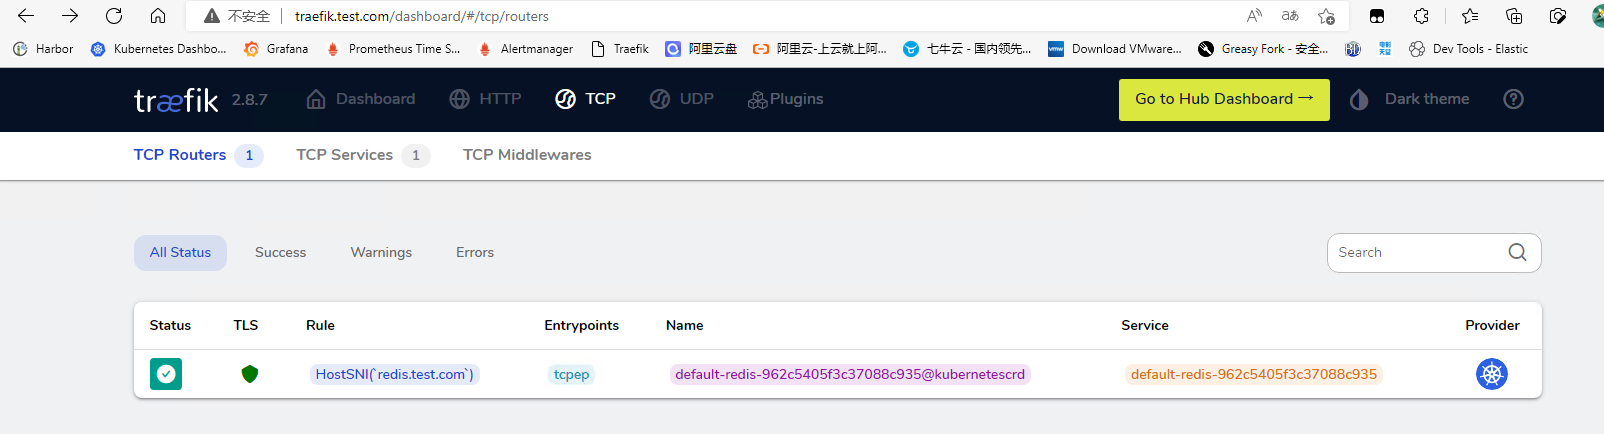 不安全 traefik.test.com/dashboard/#/tcp/routers
Harbor Kubernetes Dashbo... Grafana Prometheus Time S... Alertmanager Traefik 阿里云盘 阿里云-上云就上阿... 七牛云 - 国内领先... Download VMware... Greasy Fork - 安全... Dev Tools - Elastic
træfik 2.8.7 Dashboard HTTP TCP UDP Plugins Go to Hub Dashboard → Dark theme
TCP Routers 1 TCP Services 1 TCP Middlewares
All Status Success Warnings Errors Search
Status TLS Rule Entrypoints Name Service Provider
HostSNI(`redis.test.com`) tcpep default-redis-962c5405f3c37088c935@kubernetescrd default-redis-962c5405f3c37088c935